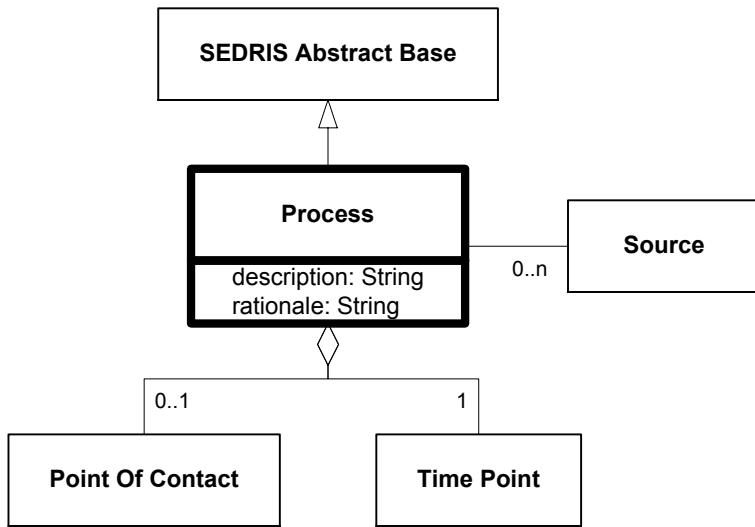 SEDRIS Abstract Base
Process
description: String
rationale: String
Source
0..n
0..1
1
Point Of Contact
Time Point